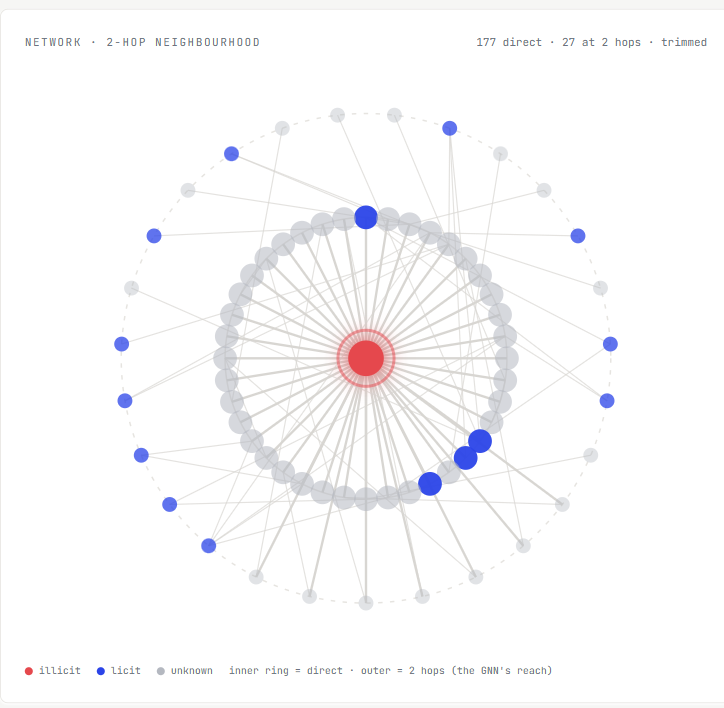 NETWORK · 2-HOP NEIGHBOURHOOD
177 direct · 27 at 2 hops · trimmed
illicit licit unknown inner ring = direct · outer = 2 hops (the GNN's reach)